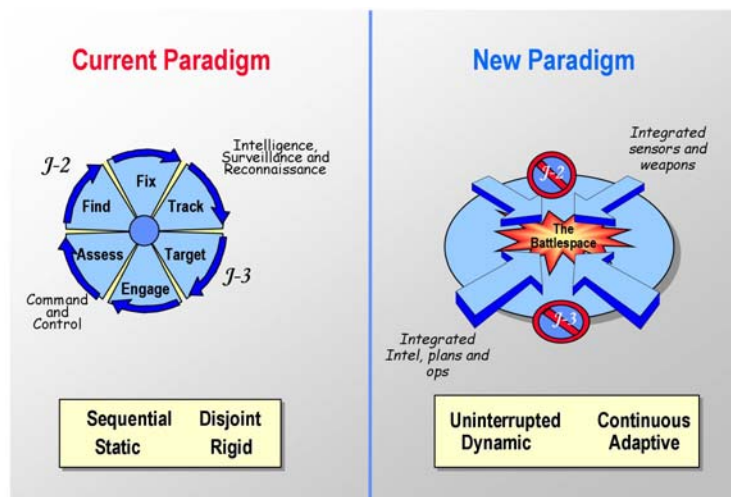 Current Paradigm
J-2
Intelligence,
Surveillance and
Reconnaissance
Fix
Find
Track
Assess
Target
Engage
J-3
Command
and
Control
Sequential Disjoint
Static Rigid
New Paradigm
Integrated
sensors and
weapons
J-2
The
Battlespace
J-3
Integrated
Intel, plans and
ops
Uninterrupted Continuous
Dynamic Adaptive